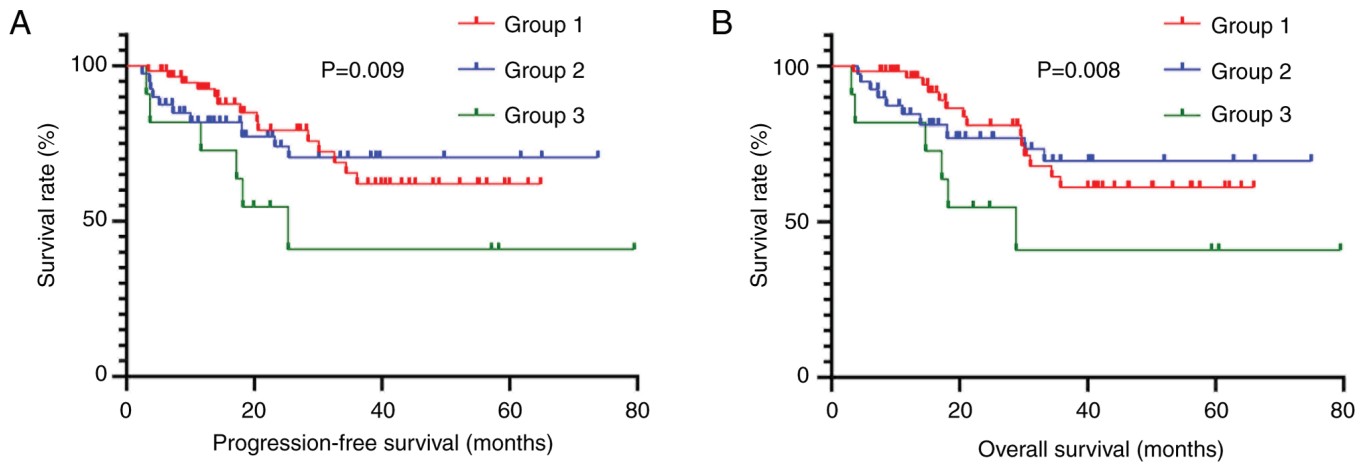 A
Group 1
Group 2
Group 3
P=0.009
100
50
0
Survival rate (%)
0 20 40 60 80
Progression-free survival (months)
B
Group 1
Group 2
Group 3
P=0.008
100
50
0
Survival rate (%)
0 20 40 60 80
Overall survival (months)